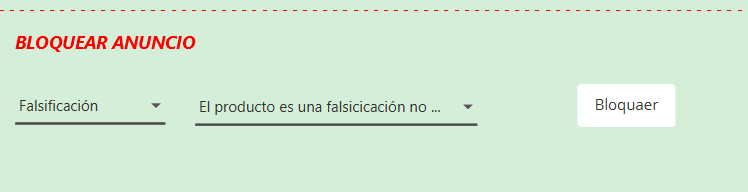 BLOQUEAR ANUNCIO
Falsificación
El producto es una falsicicación no ...
Bloquaer